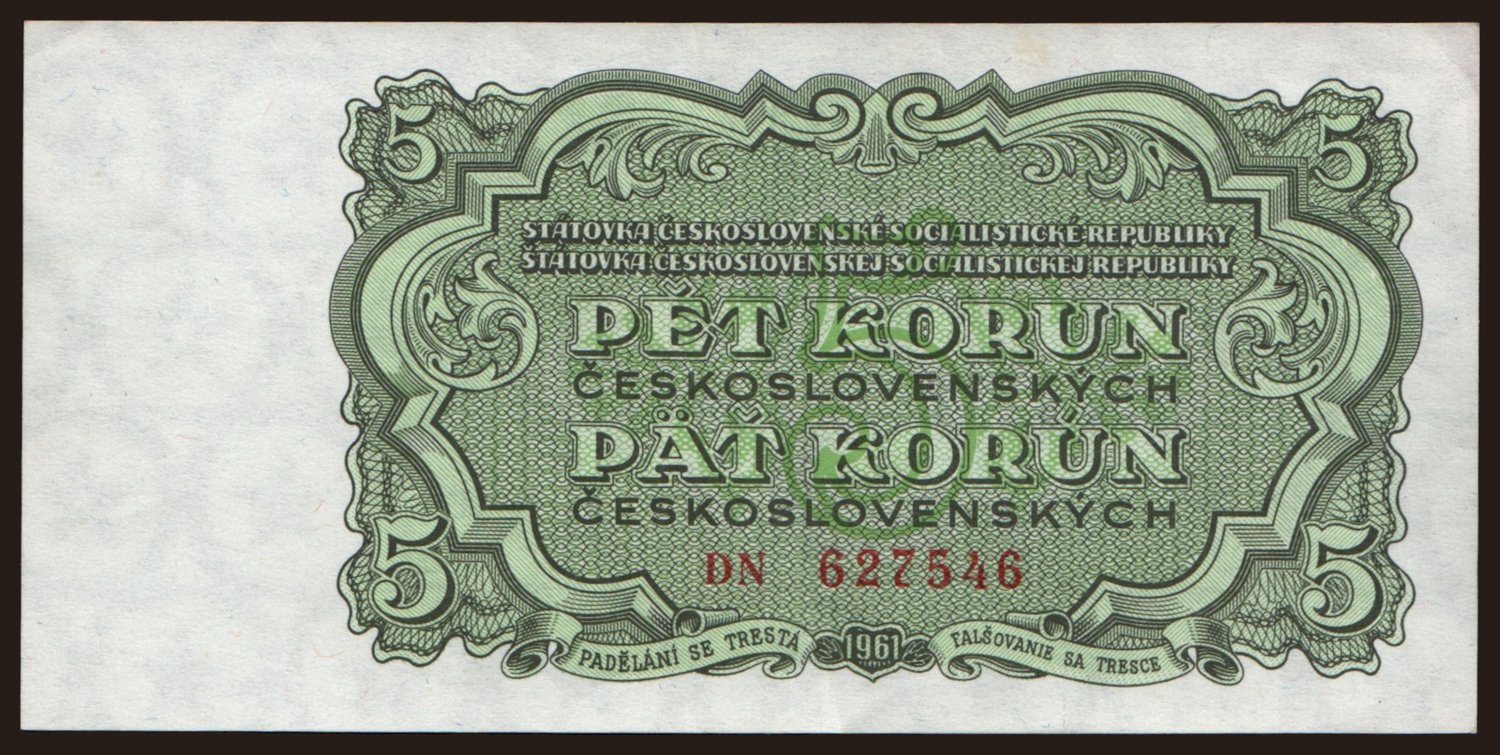 5 5
STÁTOVKA ČESKOSLOVENSKÉ SOCIALISTICKÉ REPUBLIKY
ŠTÁTOVKA ČESKOSLOVENSKEJ SOCIALISTICKEJ REPUBLIKY
PĚT KORUN
ČESKOSLOVENSKÝCH
PÄŤ KORÚN
ČESKOSLOVENSKÝCH
DN 627546
5 5
PADĚLÁNÍ SE TRESTÁ 1961 FALŠOVANIE SA TRESCE